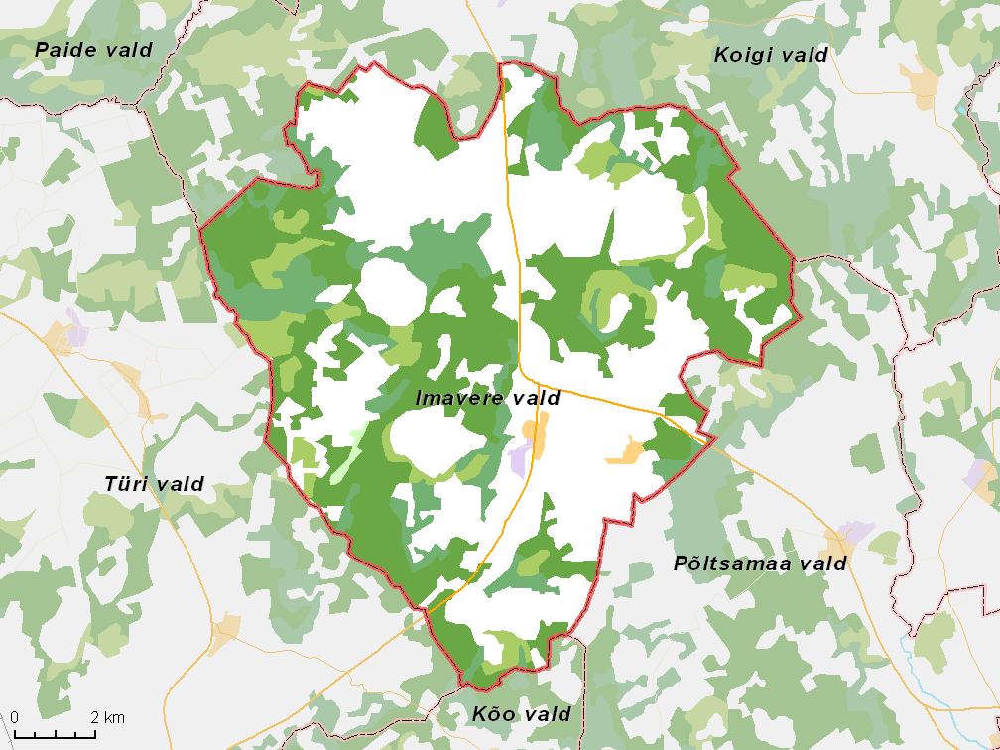 Paide vald
Koigi vald
Imavere vald
Türi vald
Põltsamaa vald
Kõo vald
0 2 km